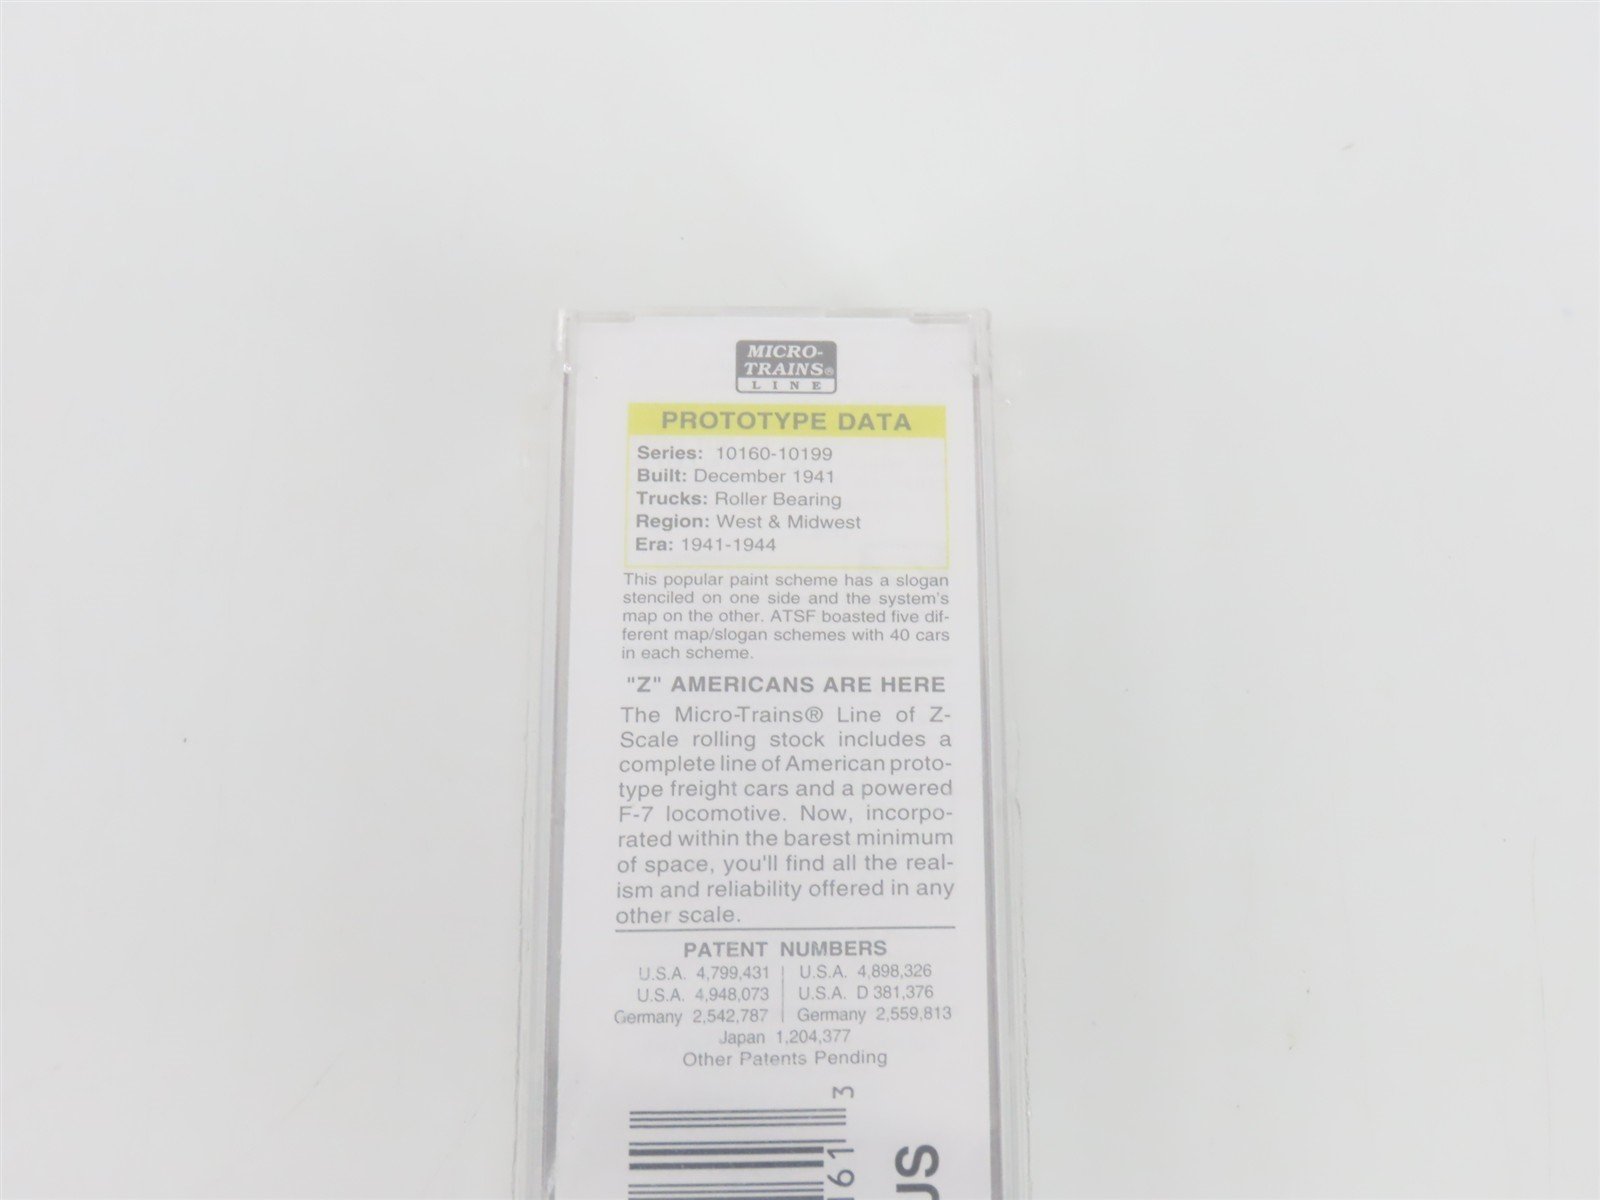 MICRO-
TRAINS®
LINE
PROTOTYPE DATA
Series: 10160-10199
Built: December 1941
Trucks: Roller Bearing
Region: West & Midwest
Era: 1941-1944
This popular paint scheme has a slogan
stenciled on one side and the system's
map on the other. ATSF boasted five dif-
ferent map/slogan schemes with 40 cars
in each scheme.
"Z" AMERICANS ARE HERE
The Micro-Trains® Line of Z-
Scale rolling stock includes a
complete line of American proto-
type freight cars and a powered
F-7 locomotive. Now, incorpo-
rated within the barest minimum
of space, you'll find all the real-
ism and reliability offered in any
other scale.
PATENT NUMBERS
U.S.A. 4,799,431 | U.S.A. 4,898,326
U.S.A. 4,948,073 | U.S.A. D 381,376
Germany 2,542,787 | Germany 2,559,813
Japan 1,204,377
Other Patents Pending
161 3
US